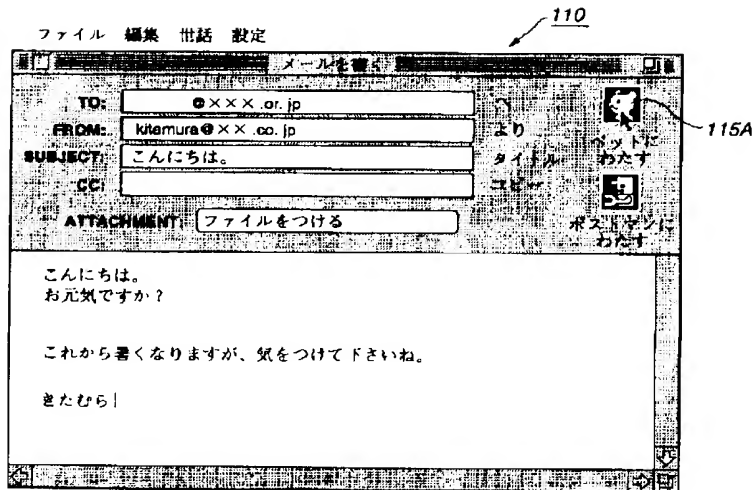 110
ファイル 編集 世話 設定
メールを書く
TO: @×××.or.jp へ
FROM: kitamura@××.co.jp より
SUBJECT: こんにちは。 タイトル
CC: コピー
ATTACHMENT: ファイルをつける
ペットに
わたす
115A
ポストマンに
わたす
こんにちは。
お元気ですか？
これから暑くなりますが、気をつけて下さいね。
きたむら